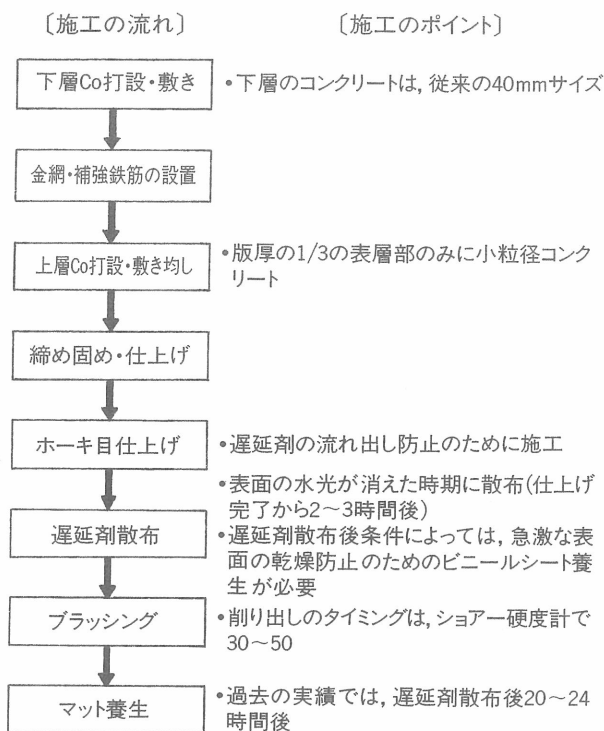 〔施工の流れ〕
〔施工のポイント〕
下層Co打設・敷き
•下層のコンクリートは,従来の40mmサイズ
金網・補強鉄筋の設置
上層Co打設・敷き均し
•版厚の1/3の表層部のみに小粒径コンク
リート
締め固め・仕上げ
ホーキ目仕上げ
•遅延剤の流れ出し防止のために施工
•表面の水光が消えた時期に散布(仕上げ
完了から2～3時間後)
遅延剤散布
•遅延剤散布後条件によっては,急激な表
面の乾燥防止のためのビニールシート養
生が必要
ブラッシング
•削り出しのタイミングは,ショアー硬度計で
30～50
マット養生
•過去の実績では,遅延剤散布後20～24
時間後